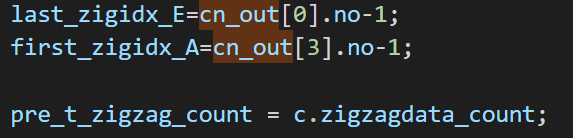 last_zigidx_E=cn_out[0].no-1;
first_zigidx_A=cn_out[3].no-1;
pre_t_zigzag_count = c.zigzagdata_count;